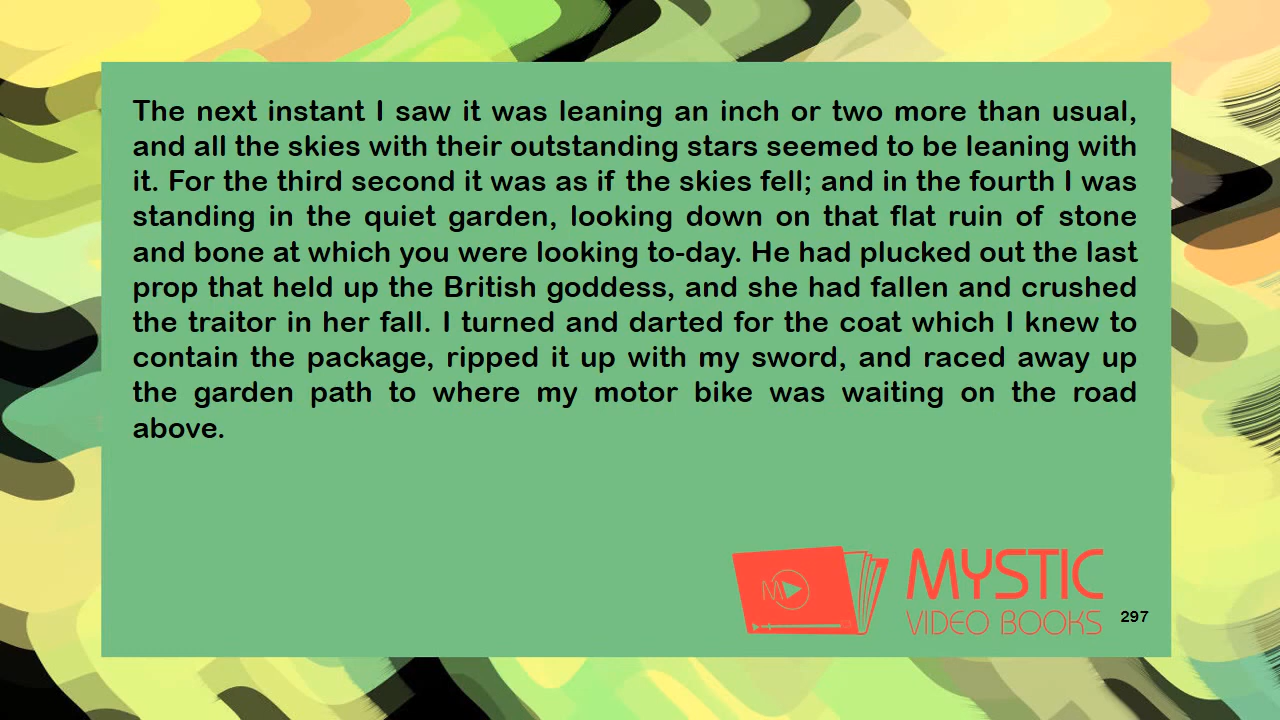 The next instant I saw it was leaning an inch or two more than usual,
and all the skies with their outstanding stars seemed to be leaning with
it. For the third second it was as if the skies fell; and in the fourth I was
standing in the quiet garden, looking down on that flat ruin of stone
and bone at which you were looking to-day. He had plucked out the last
prop that held up the British goddess, and she had fallen and crushed
the traitor in her fall. I turned and darted for the coat which I knew to
contain the package, ripped it up with my sword, and raced away up
the garden path to where my motor bike was waiting on the road
above.
M
MYSTIC
VIDEO BOOKS
297